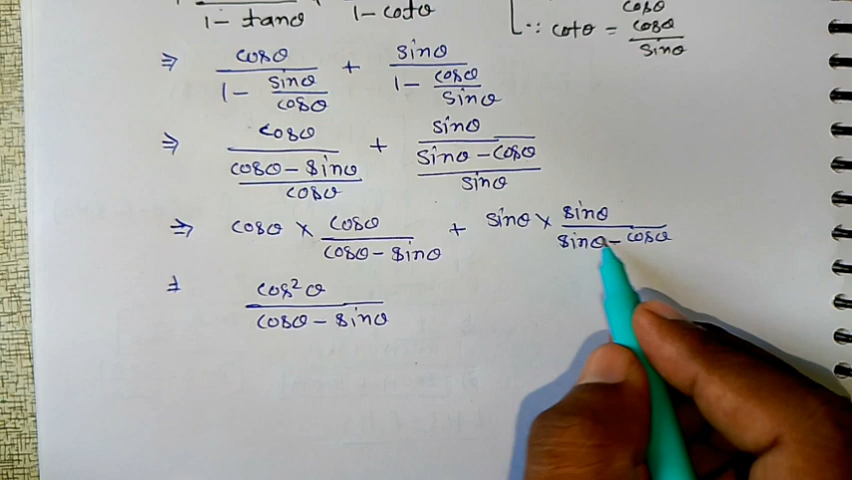 1 - tanθ 1 - cotθ
cosθ
∵ cotθ = cosθ/sinθ
⇒ cosθ/(1 - sinθ/cosθ) + sinθ/(1 - cosθ/sinθ)
⇒ cosθ/((cosθ - sinθ)/cosθ) + sinθ/((sinθ - cosθ)/sinθ)
⇒ cosθ × cosθ/(cosθ - sinθ) + sinθ × sinθ/(sinθ - cosθ)
⇒ cos²θ/(cosθ - sinθ)